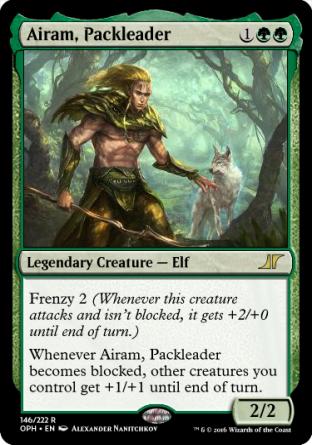 Airam, Packleader 1
Legendary Creature — Elf
Frenzy 2 (Whenever this creature
attacks and isn't blocked, it gets +2/+0
until end of turn.)
Whenever Airam, Packleader
becomes blocked, other creatures you
control get +1/+1 until end of turn.
2/2
146/222 R
OPH • EN Alexander Nanitchkov
™ & © 2016 Wizards of the Coast